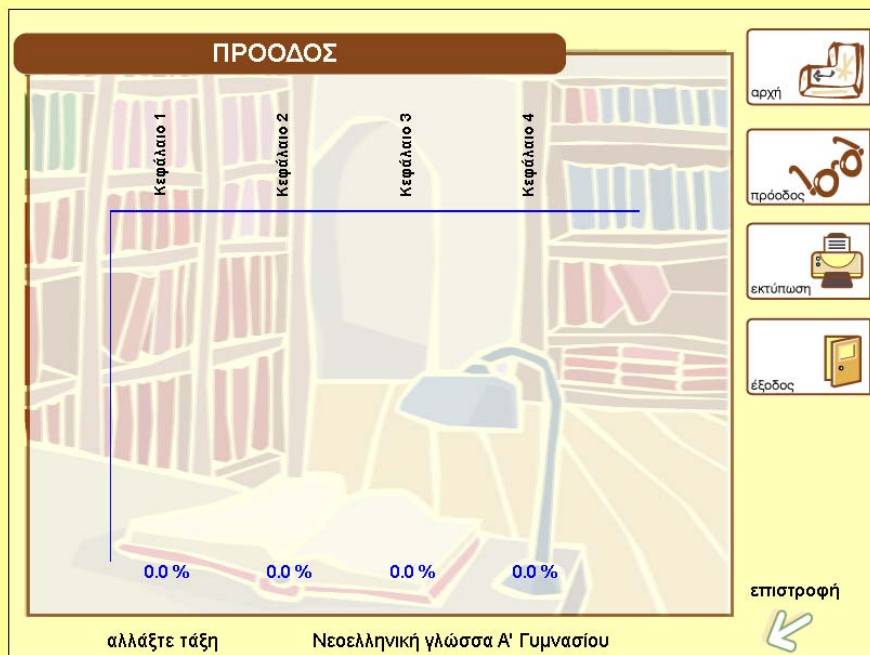 ΠΡΟΟΔΟΣ
Κεφάλαιο 1
Κεφάλαιο 2
Κεφάλαιο 3
Κεφάλαιο 4
0.0 %
0.0 %
0.0 %
0.0 %
αρχή
πρόοδος
εκτύπωση
έξοδος
επιστροφή
αλλάξτε τάξη
Νεοελληνική γλώσσα Α' Γυμνασίου